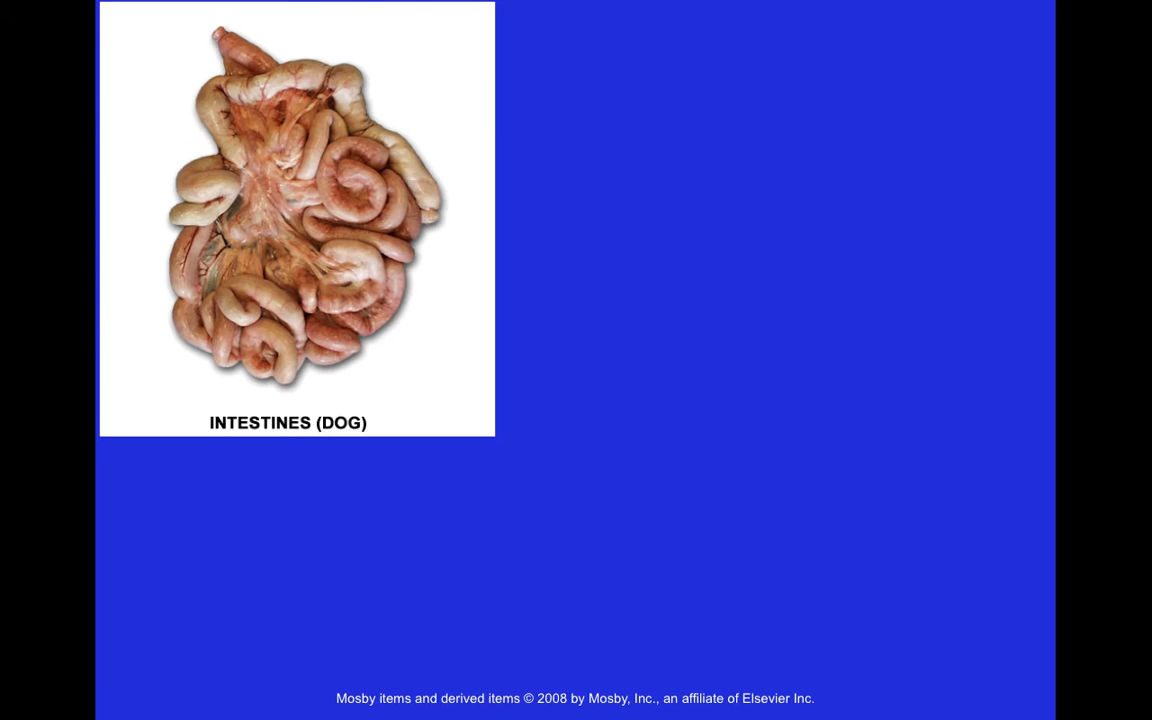 INTESTINES (DOG)
Mosby items and derived items © 2008 by Mosby, Inc., an affiliate of Elsevier Inc.